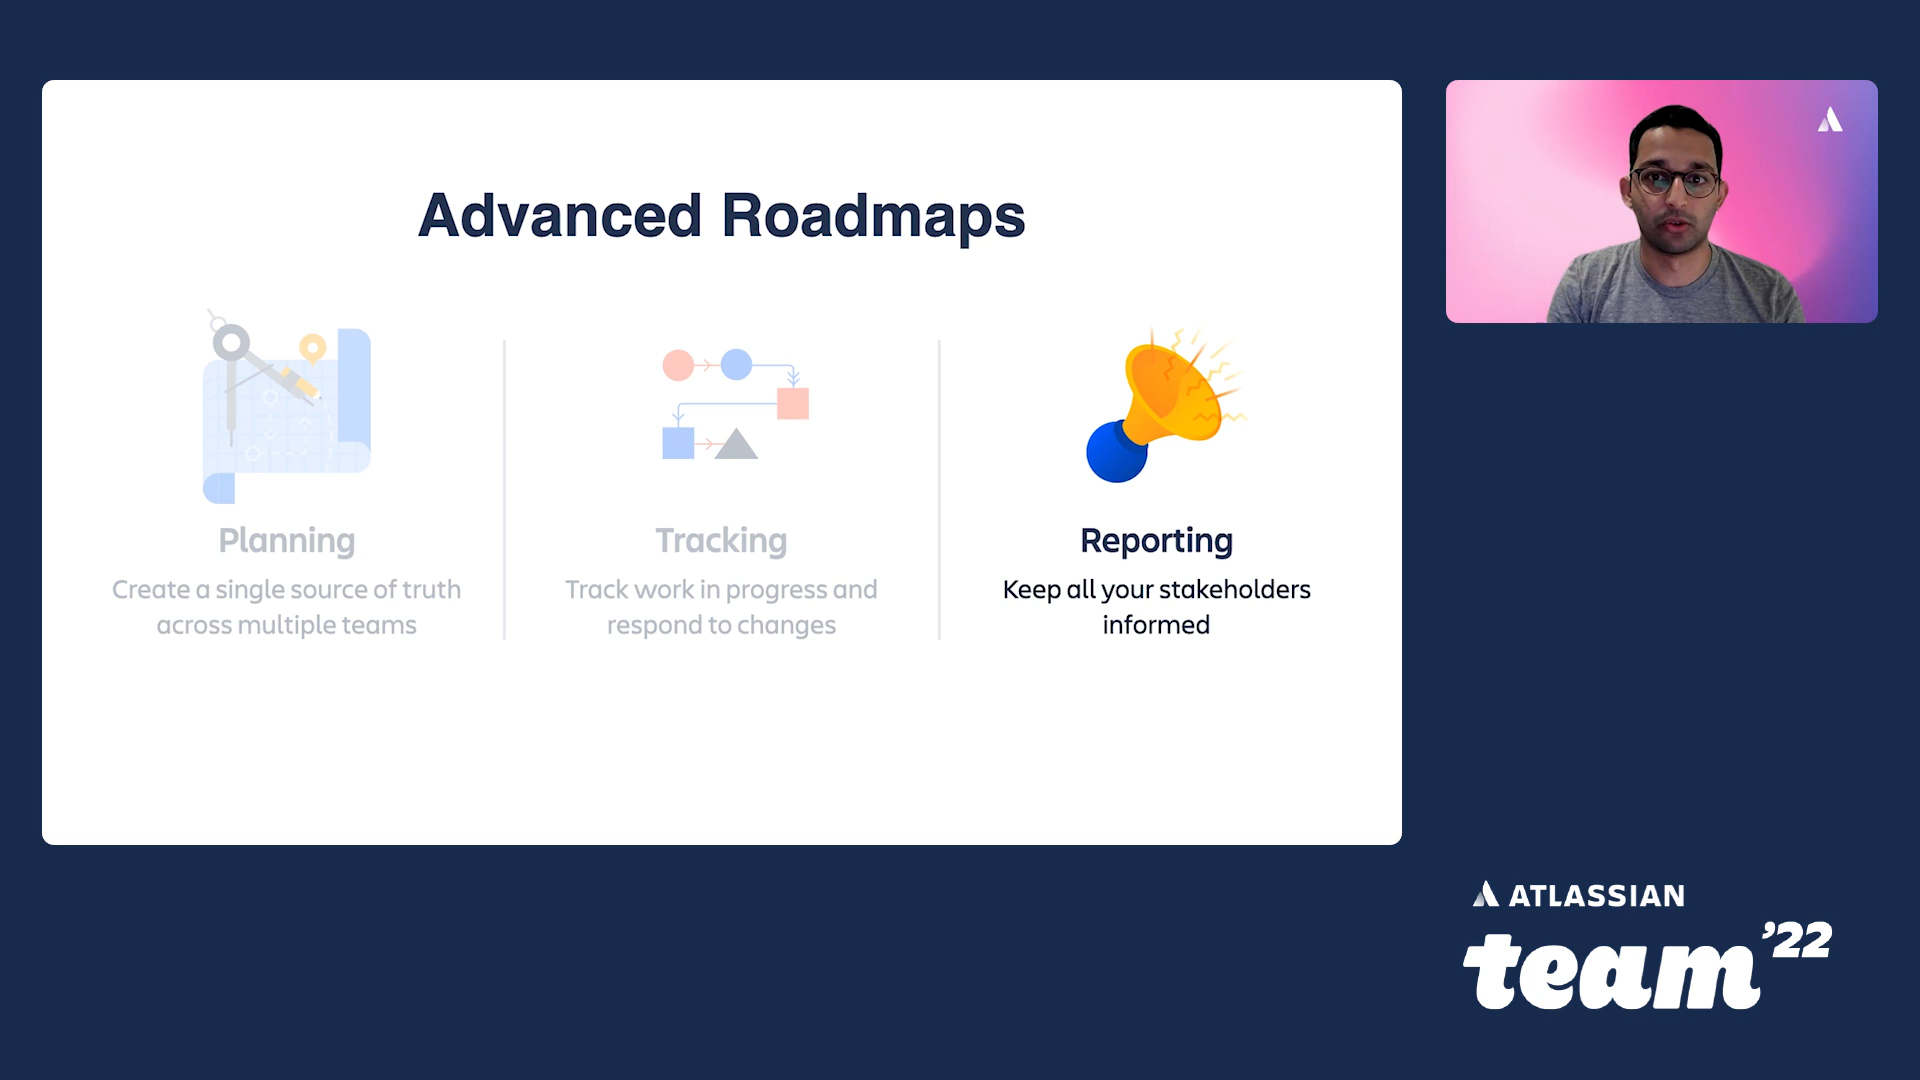 Advanced Roadmaps
Planning
Create a single source of truth
across multiple teams
Tracking
Track work in progress and
respond to changes
Reporting
Keep all your stakeholders
informed
ATLASSIAN
team '22